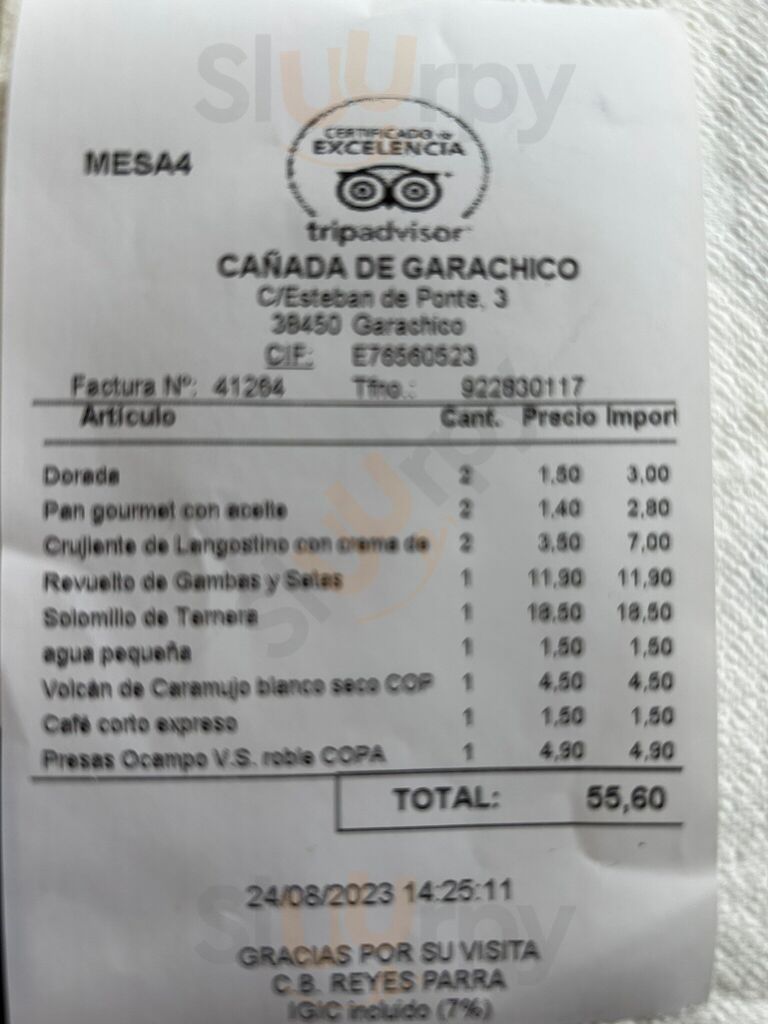 Sluurpy
CERTIFICADO de
EXCELENCIA
MESA4
tripadvisor
CAÑADA DE GARACHICO
C/Esteban de Ponte, 3
38450 Garachico
CIF: E76560523
Factura Nº: 41264 Tfno.: 922830117
Artículo Cant. Precio Import
Dorada 2 1,50 3,00
Pan gourmet con aceite 2 1,40 2,80
Crujiente de Langostino con crema de 2 3,50 7,00
Revuelto de Gambas y Setas 1 11,90 11,90
Solomillo de Ternera 1 18,50 18,50
agua pequeña 1 1,50 1,50
Volcán de Caramujo blanco seco COP 1 4,50 4,50
Café corto expreso 1 1,50 1,50
Presas Ocampo V.S. roble COPA 1 4,90 4,90
TOTAL: 55,60
24/08/2023 14:25:11
GRACIAS POR SU VISITA
C.B. REYES PARRA
IGIC incluido (7%)
Sluurpy
Sluurpy